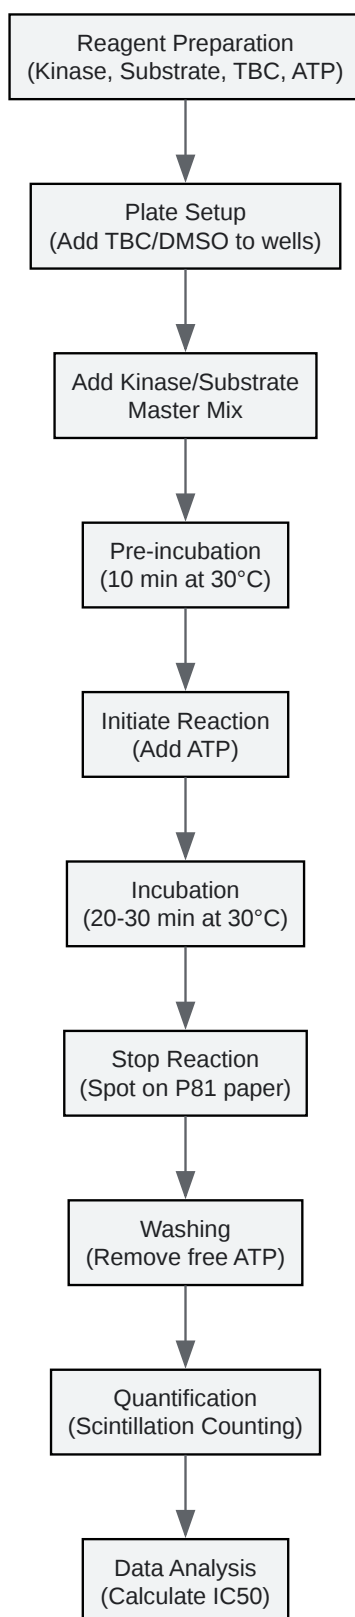 Reagent Preparation
(Kinase, Substrate, TBC, ATP)
Plate Setup
(Add TBC/DMSO to wells)
Add Kinase/Substrate
Master Mix
Pre-incubation
(10 min at 30°C)
Initiate Reaction
(Add ATP)
Incubation
(20-30 min at 30°C)
Stop Reaction
(Spot on P81 paper)
Washing
(Remove free ATP)
Quantification
(Scintillation Counting)
Data Analysis
(Calculate IC50)